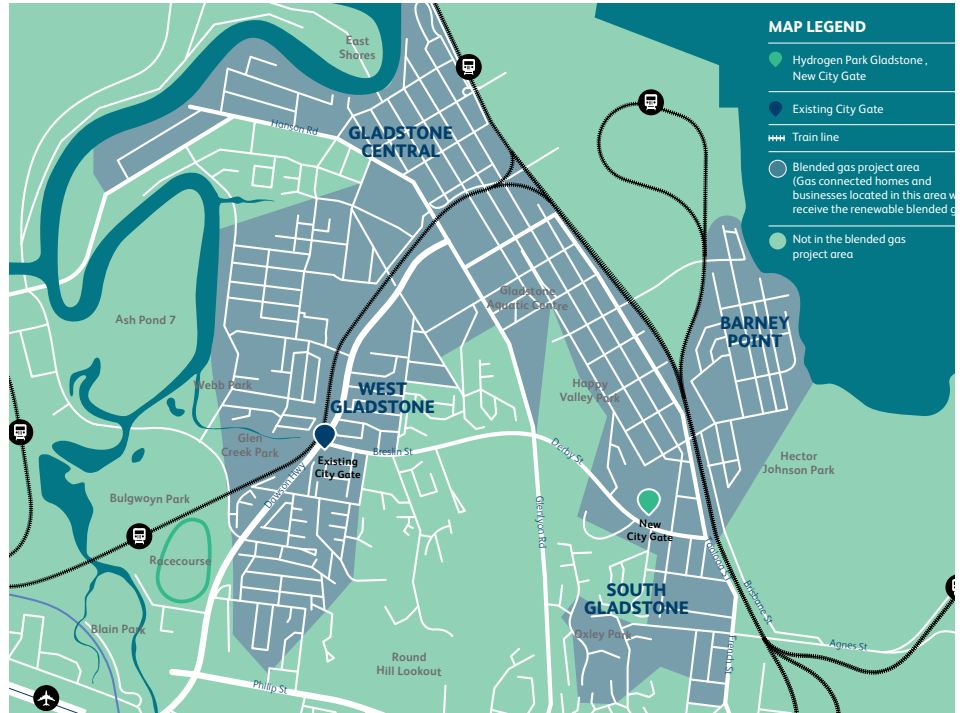 MAP LEGEND
Hydrogen Park Gladstone ,
New City Gate
Existing City Gate
Train line
Blended gas project area
(Gas connected homes and
businesses located in this area w
receive the renewable blended g
Not in the blended gas
project area
East
Shores
Hanson Rd
GLADSTONE
CENTRAL
Ash Pond 7
Gladstone
Aquatic Centre
BARNEY
POINT
Webb Park
WEST
GLADSTONE
Happy
Valley Park
Glen
Creek Park
Breslin St
Derby St
Hector
Johnson Park
Existing
City Gate
Dawson Hwy
Bulgwoyn Park
Glenlyon Rd
New
City Gate
Racecourse
Toolooa St
Brisbane St
SOUTH
GLADSTONE
Blain Park
Oxley Park
Agnes St
French St
Round
Hill Lookout
Philip St